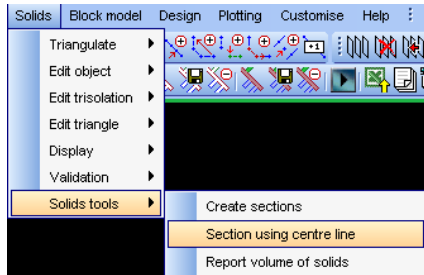 Solids Block model Design Plotting Customise Help
Triangulate
Edit object
Edit trisolation
Edit triangle
Display
Validation
Solids tools
Create sections
Section using centre line
Report volume of solids